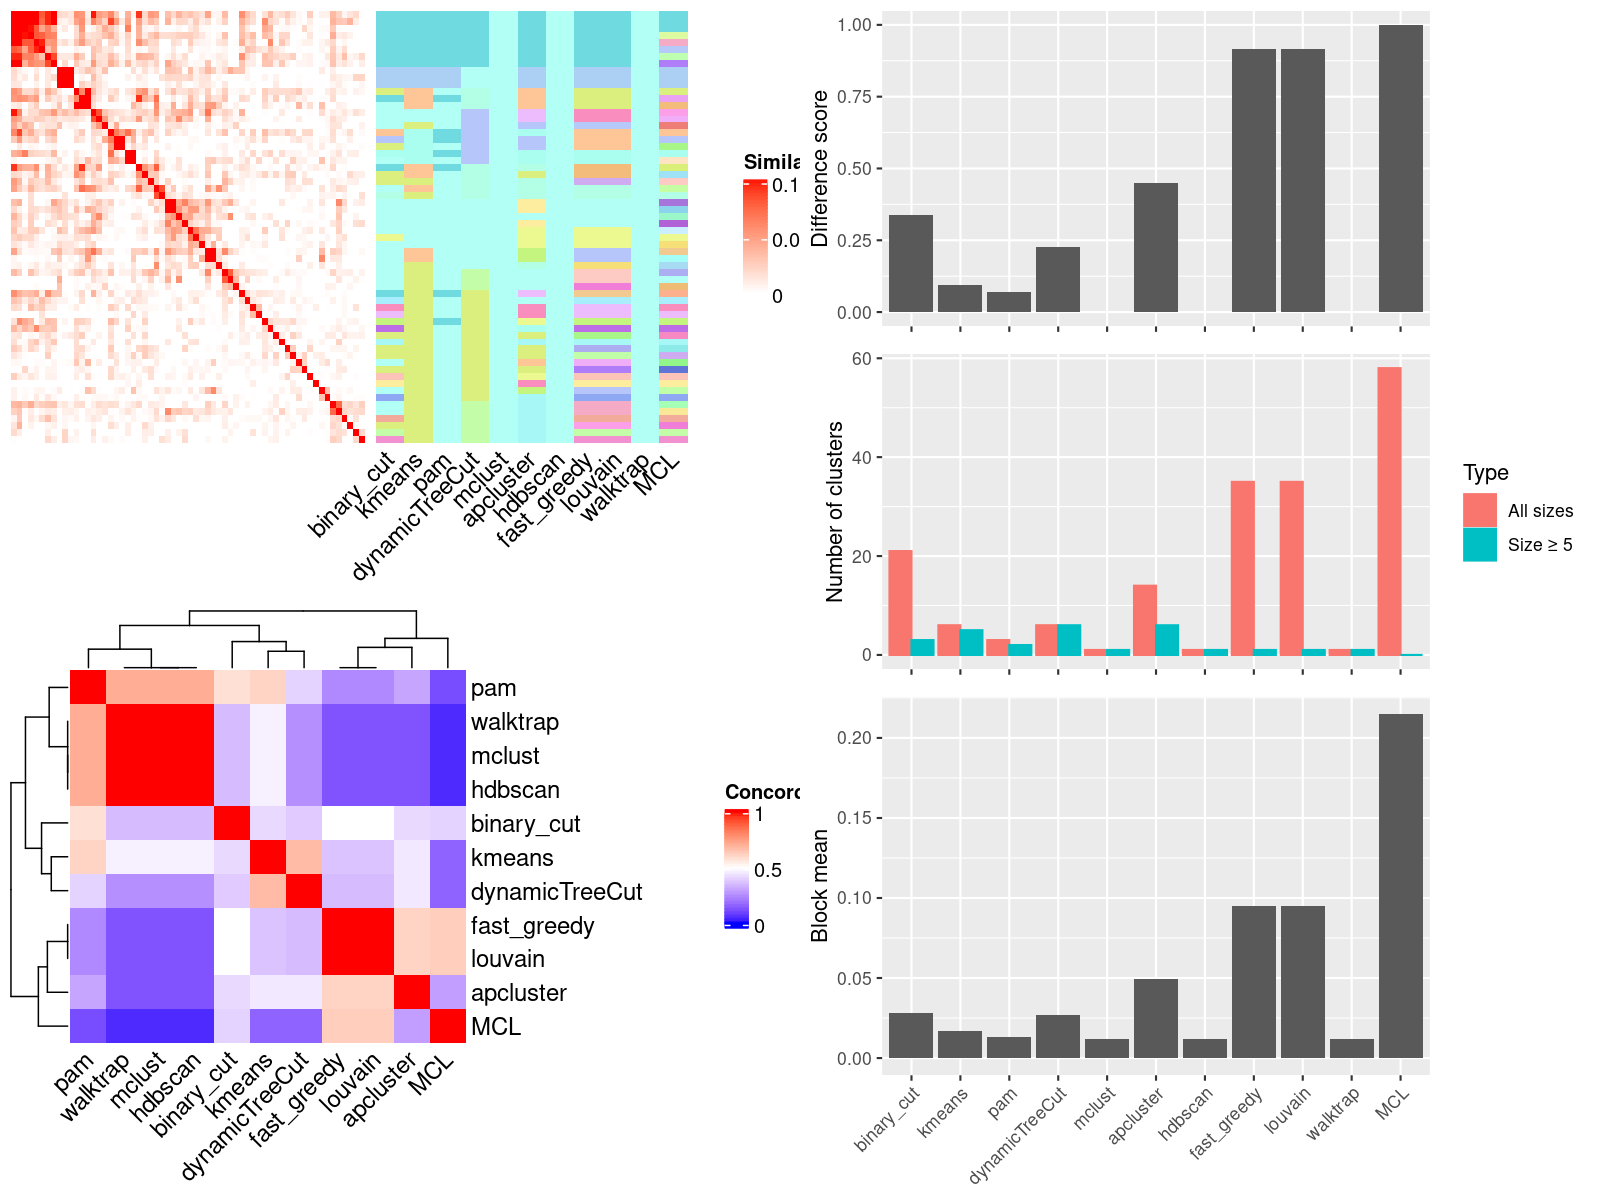 Simila
0.1
0.0
0
binary_cut
kmeans
pam
dynamicTreeCut
mclust
apcluster
hdbscan
fast_greedy
louvain
walktrap
MCL
Difference score
1.00
0.75
0.50
0.25
0.00
Number of clusters
60
40
20
0
Type
All sizes
Size ≥ 5
pam
walktrap
mclust
hdbscan
binary_cut
kmeans
dynamicTreeCut
fast_greedy
louvain
apcluster
MCL
pam
walktrap
mclust
hdbscan
binary_cut
kmeans
dynamicTreeCut
fast_greedy
louvain
apcluster
MCL
Concord
1
0.5
0
Block mean
0.20
0.15
0.10
0.05
0.00
binary_cut
kmeans
pam
dynamicTreeCut
mclust
apcluster
hdbscan
fast_greedy
louvain
walktrap
MCL